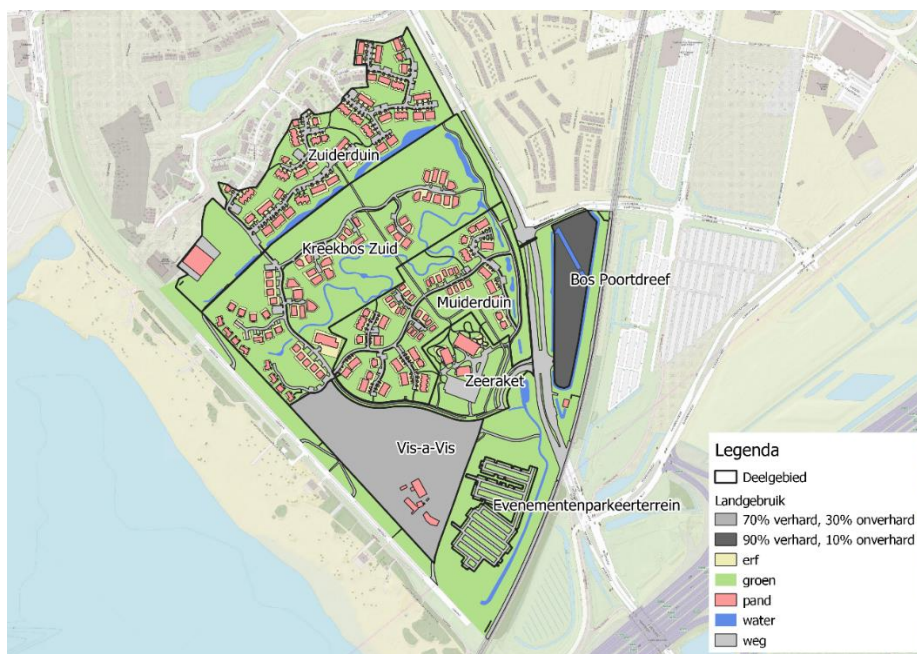 Zuiderduin
Kreekbos Zuid
Bos Poortdreef
Muiderduin
Zeeraket
Vis-a-Vis
Evenemententerrein
Legenda
Deelgebied
Landgebruik
70% verhard, 30% onverhard
90% verhard, 10% onverhard
erf
groen
pand
water
weg